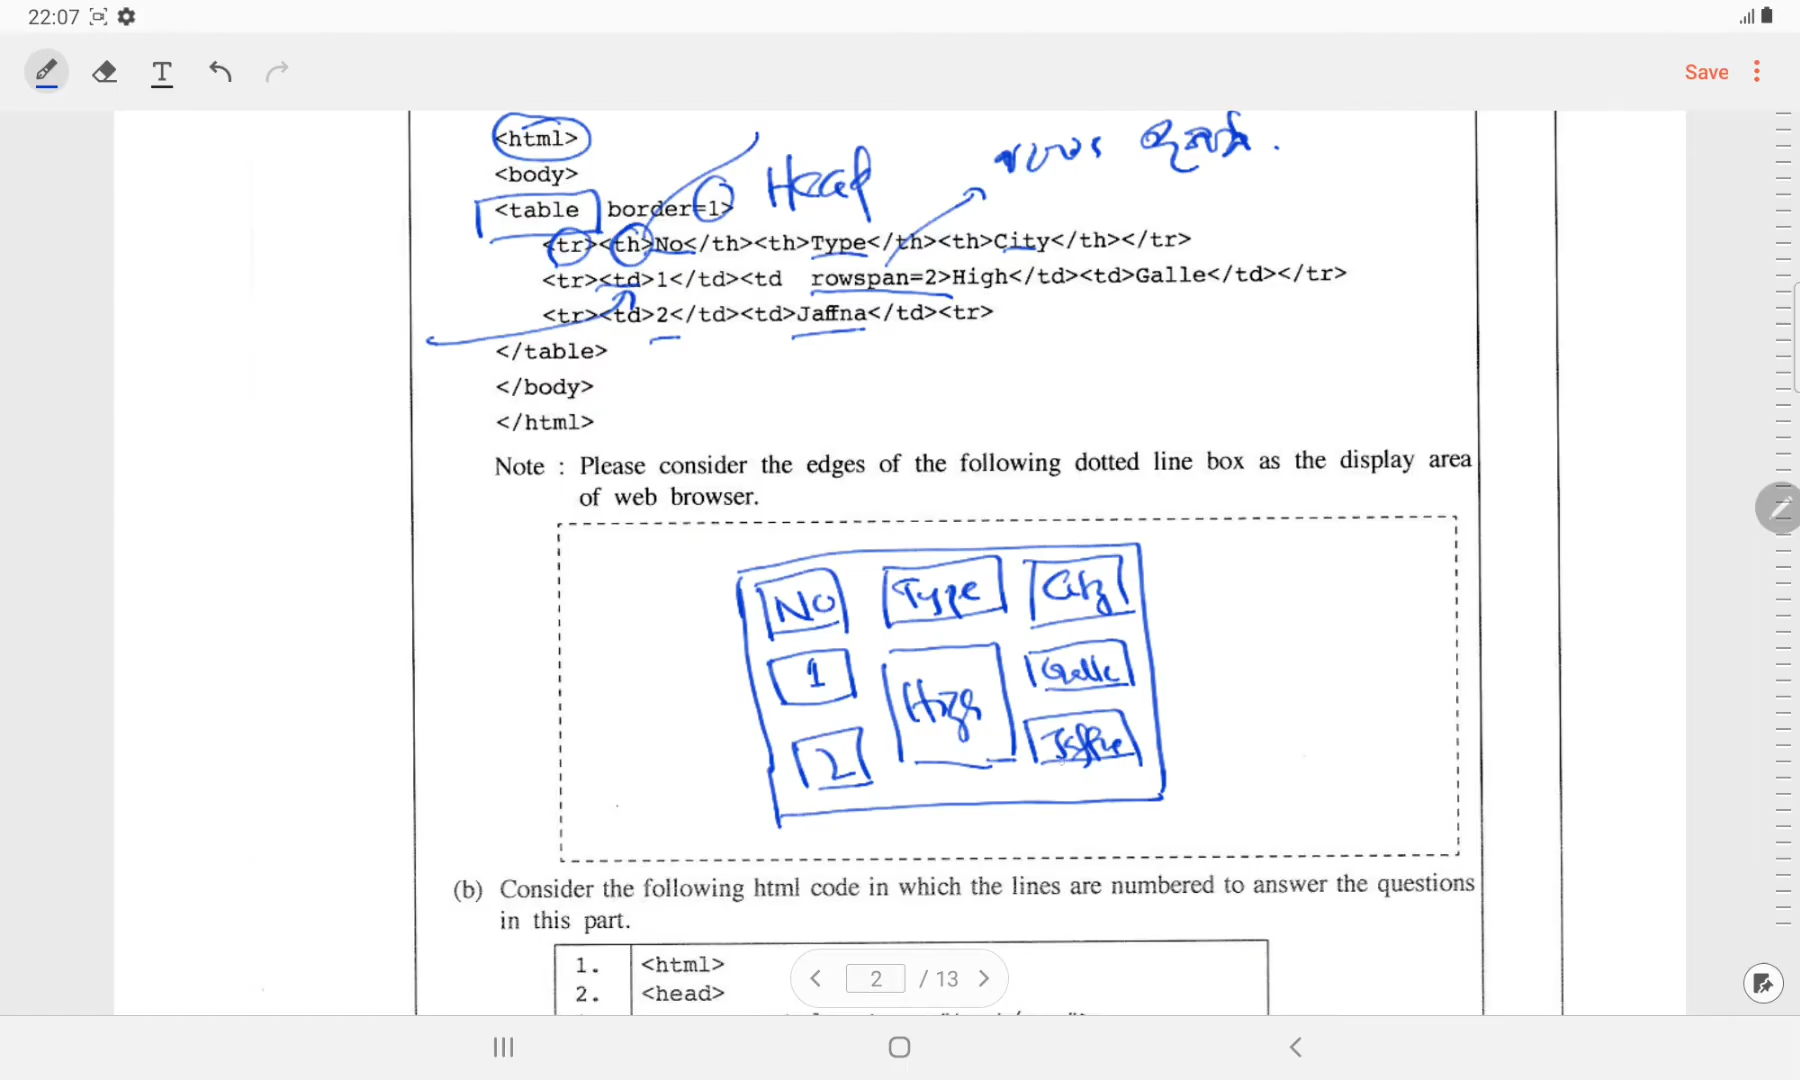 22:07
T Save
<html>
<body>
<table border=1> Head
<tr><th>No</th><th>Type</th><th>City</th></tr>
<tr><td>1</td><td rowspan=2>High</td><td>Galle</td></tr>
<tr><td>2</td><td>Jaffna</td><tr>
</table>
</body>
</html>
Note : Please consider the edges of the following dotted line box as the display area
of web browser.
No Type City
1 High Galle
2 Jaffna
(b) Consider the following html code in which the lines are numbered to answer the questions
in this part.
1. <html>
2. <head>
2 / 13